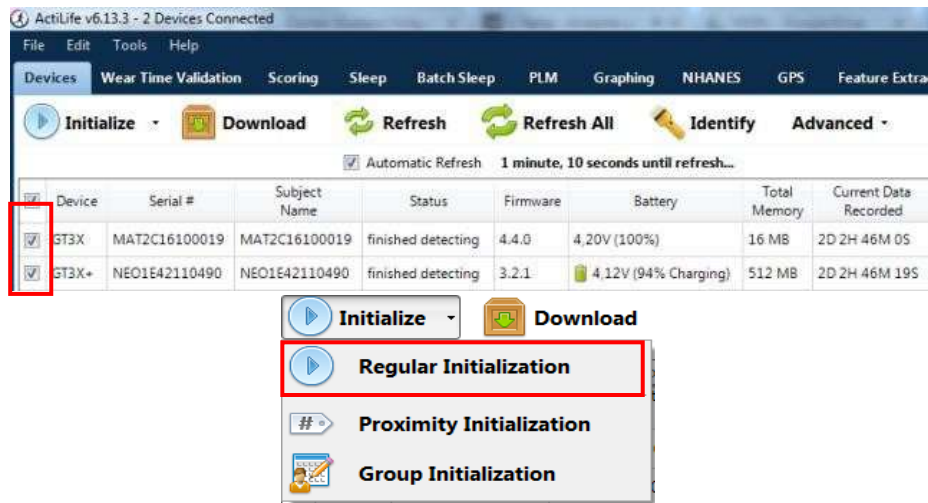 ActiLife v6.13.3 - 2 Devices Connected
File Edit Tools Help
Devices Wear Time Validation Scoring Sleep Batch Sleep PLM Graphing NHANES GPS Feature Extra
Initialize Download Refresh Refresh All Identify Advanced
Automatic Refresh 1 minute, 10 seconds until refresh...
Device Serial # Subject Name Status Firmware Battery Total Memory Current Data Recorded
GT3X MAT2C16100019 MAT2C16100019 finished detecting 4.4.0 4,20V (100%) 16 MB 2D 2H 46M 0S
GT3X+ NEO1E42110490 NEO1E42110490 finished detecting 3.2.1 4,12V (94% Charging) 512 MB 2D 2H 46M 19S
Initialize Download
Regular Initialization
# Proximity Initialization
Group Initialization